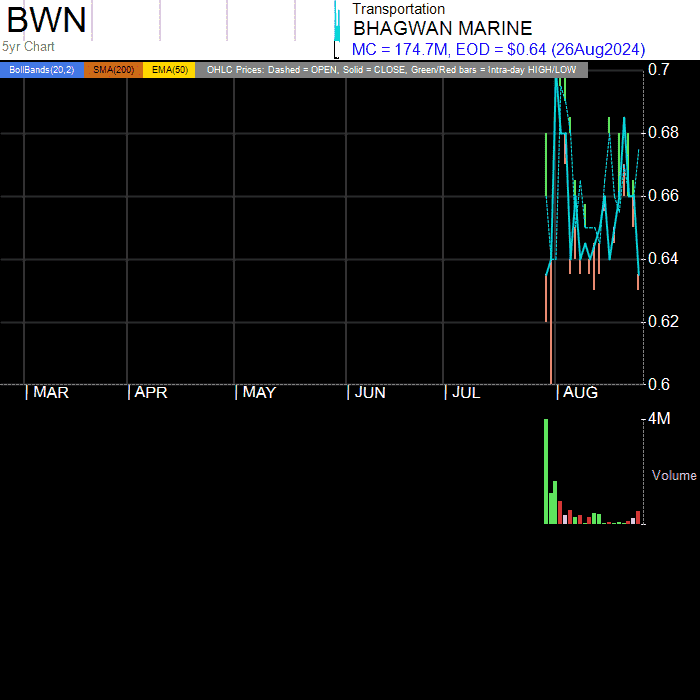 BWN
5yr Chart
Transportation
BHAGWAN MARINE
MC = 174.7M, EOD = $0.64 (26Aug2024)
BollBands(20,2) SMA(200) EMA(50) OHLC Prices: Dashed = OPEN, Solid = CLOSE, Green/Red bars = Intra-day HIGH/LOW
0.7
0.68
0.66
0.64
0.62
0.6
MAR APR MAY JUN JUL AUG
4M
Volume